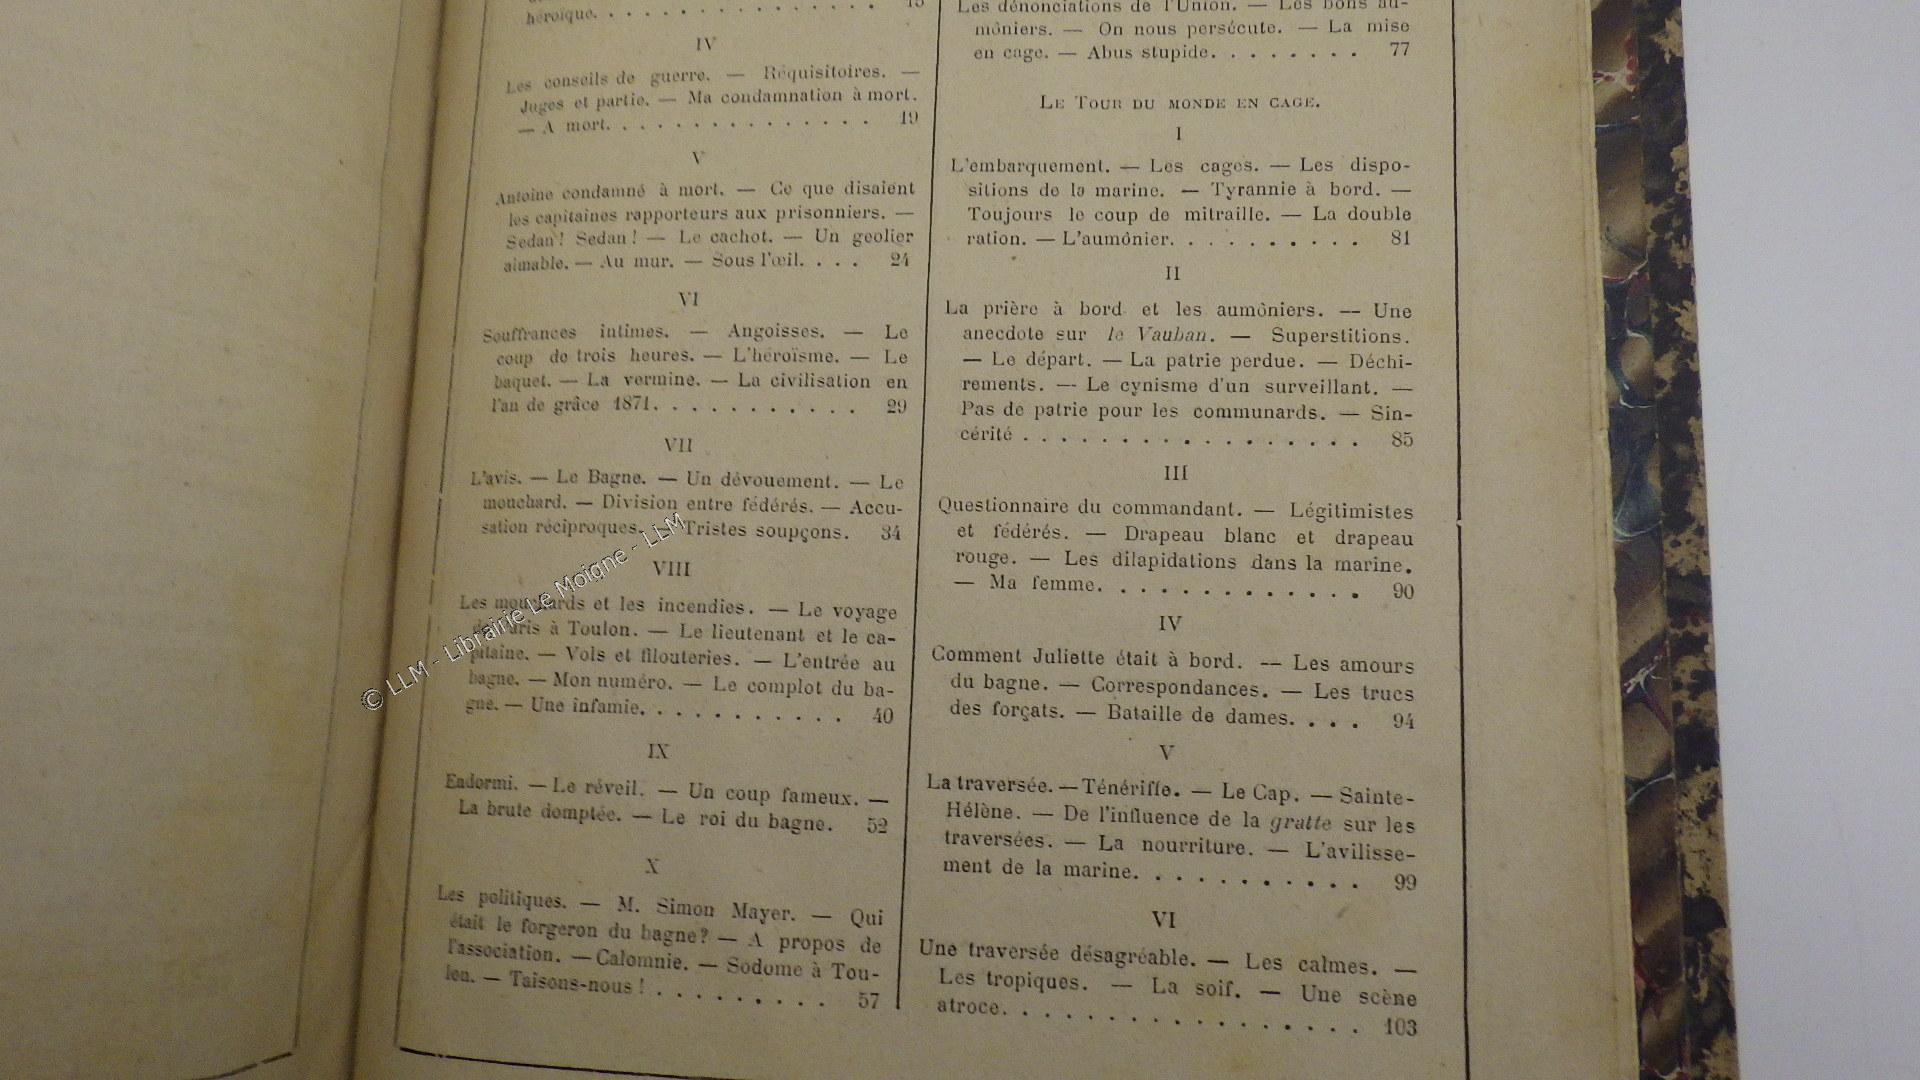 héroïque. . . . . . . . . . . . . . 15
IV
Les conseils de guerre. — Réquisitoires. —
Juges et partie. — Ma condamnation à mort.
— A mort. . . . . . . . . . . . . 19
V
Antoine condamné à mort. — Ce que disaient
les capitaines rapporteurs aux prisonniers. —
Sedan ! Sedan ! — Le cachot. — Un geolier
aimable. — Au mur. — Sous l'œil. . . . 24
VI
Souffrances intimes. — Angoisses. — Le
coup de trois heures. — L'héroïsme. — Le
baquet. — La vermine. — La civilisation en
l'an de grâce 1871. . . . . . . . . . . 29
VII
L'avis. — Le Bagne. — Un dévouement. — Le
mouchard. — Division entre fédérés. — Accu-
sation réciproques. — Tristes soupçons. 34
VIII
Les mouchards et les incendies. — Le voyage
de Paris à Toulon. — Le lieutenant et le ca-
pitaine. — Vols et filouteries. — L'entrée au
bagne. — Mon numéro. — Le complot du ba-
gne. — Une infamie. . . . . . . . . . 40
IX
Endormi. — Le réveil. — Un coup fameux. —
La brute domptée. — Le roi du bagne. 52
X
Les politiques. — M. Simon Mayer. — Qui
était le forgeron du bagne ? — A propos de
l'association. — Calomnie. — Sodome à Tou-
lon. — Taisons-nous ! . . . . . . . . . 57
Les dénonciations de l'Union. — Les bons au-
môniers. — On nous persécute. — La mise
en cage. — Abus stupide. . . . . . . . 77
LE TOUR DU MONDE EN CAGE.
I
L'embarquement. — Les cages. — Les dispo-
sitions de la marine. — Tyrannie à bord. —
Toujours le coup de mitraille. — La double
ration. — L'aumônier. . . . . . . . . . 81
II
La prière à bord et les aumôniers. — Une
anecdote sur le Vauban. — Superstitions.
— Le départ. — La patrie perdue. — Déchi-
rements. — Le cynisme d'un surveillant. —
Pas de patrie pour les communards. — Sin-
cérité . . . . . . . . . . . . . . . . . 85
III
Questionnaire du commandant. — Légitimistes
et fédérés. — Drapeau blanc et drapeau
rouge. — Les dilapidations dans la marine.
— Ma femme. . . . . . . . . . . . . 90
IV
Comment Juliette était à bord. — Les amours
du bagne. — Correspondances. — Les trucs
des forçats. — Bataille de dames. . . . 94
V
La traversée. — Ténériffe. — Le Cap. — Sainte-
Hélène. — De l'influence de la gratte sur les
traversées. — La nourriture. — L'avilisse-
ment de la marine. . . . . . . . . . . 99
VI
Une traversée désagréable. — Les calmes. —
Les tropiques. — La soif. — Une scène
atroce. . . . . . . . . . . . . . . . . 103
© LLM - Librairie Le Moigne - LLM